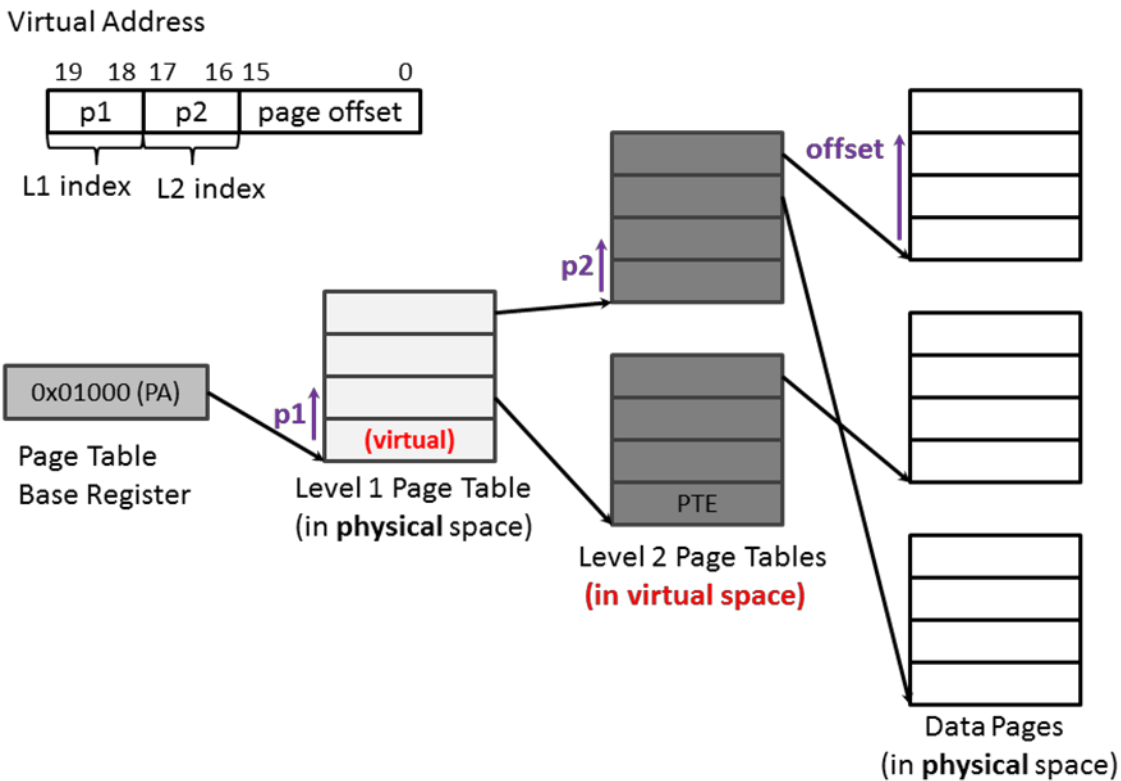 Virtual Address
19 18 17 16 15 0
p1 p2 page offset
L1 index L2 index
offset
p2
0x01000 (PA)
p1
(virtual)
Page Table
Base Register
Level 1 Page Table
(in physical space)
PTE
Level 2 Page Tables
(in virtual space)
Data Pages
(in physical space)